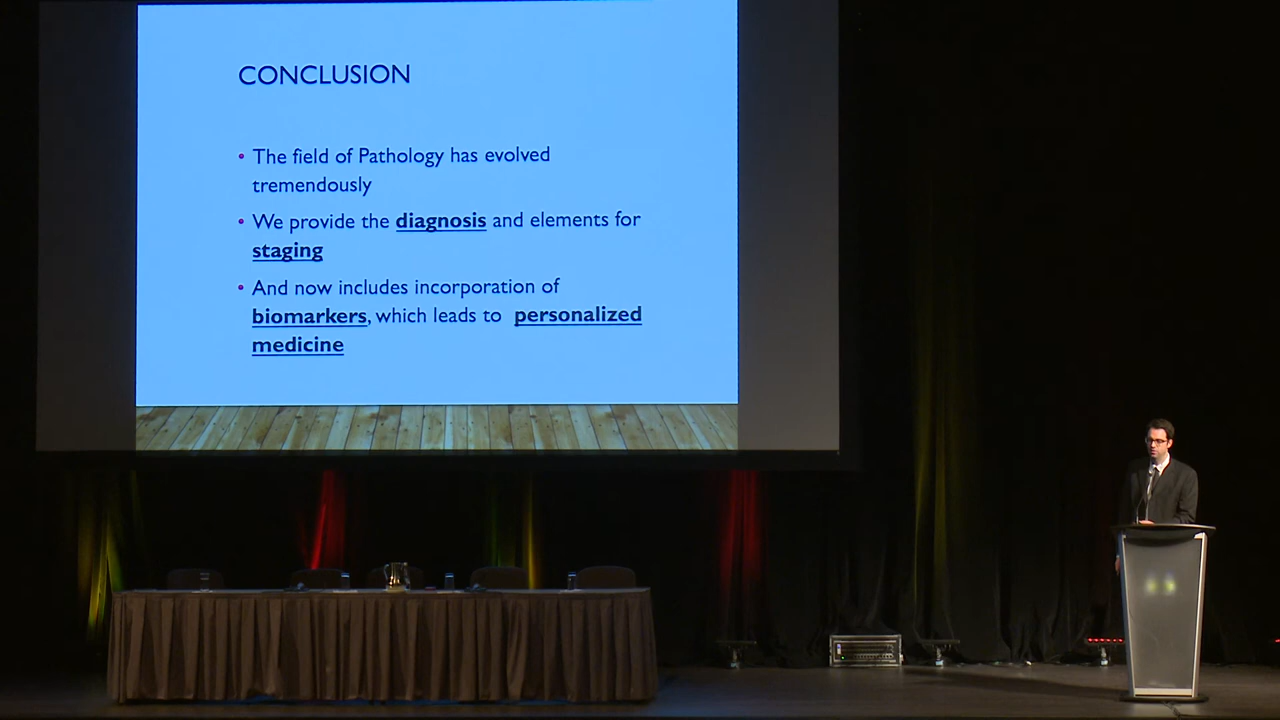 CONCLUSION
• The field of Pathology has evolved
tremendously
• We provide the diagnosis and elements for
staging
• And now includes incorporation of
biomarkers, which leads to personalized
medicine